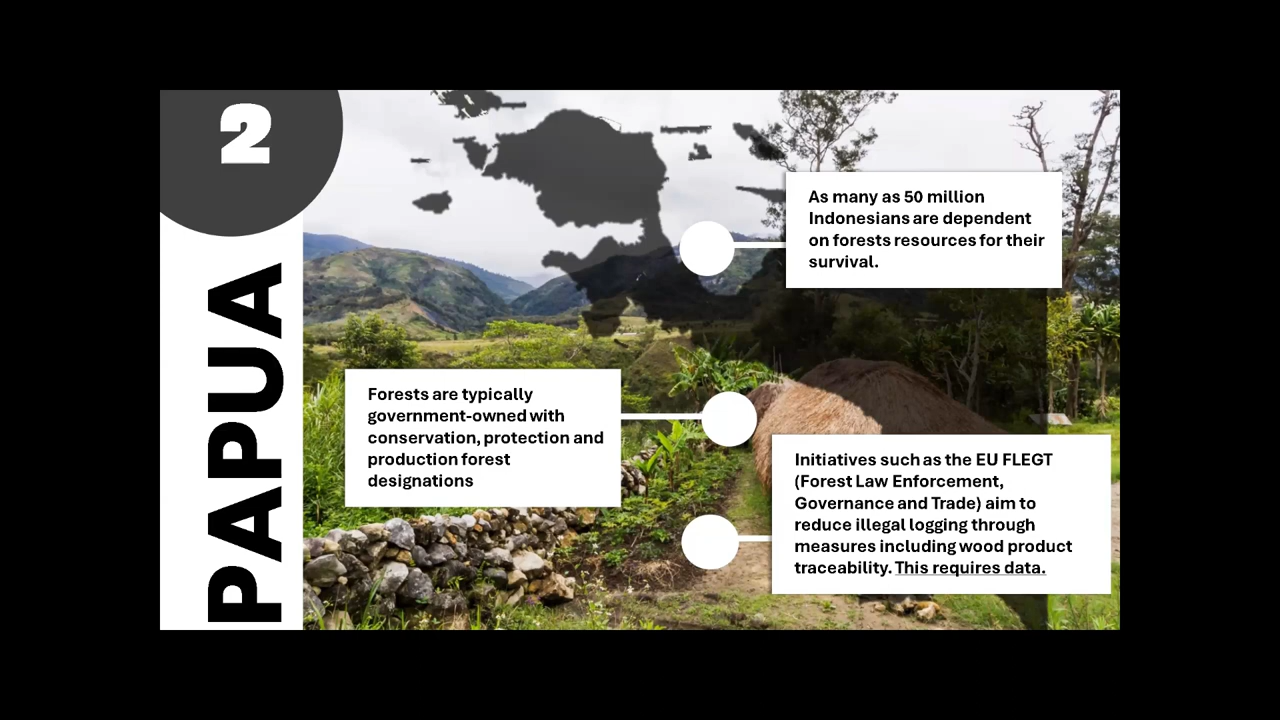 2
PAPUA
As many as 50 million
Indonesians are dependent
on forests resources for their
survival.
Forests are typically
government-owned with
conservation, protection and
production forest
designations
Initiatives such as the EU FLEGT
(Forest Law Enforcement,
Governance and Trade) aim to
reduce illegal logging through
measures including wood product
traceability. This requires data.